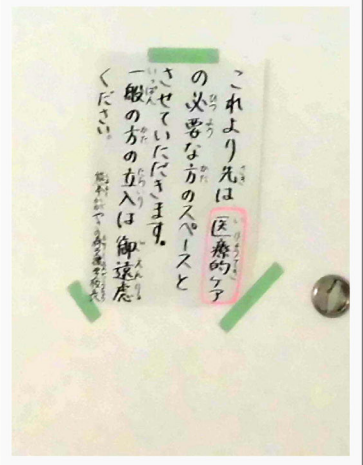 これより先は医療的ケア
の必要な方のスペースと
させていただきます。
一般の方の立入は御遠慮
ください。